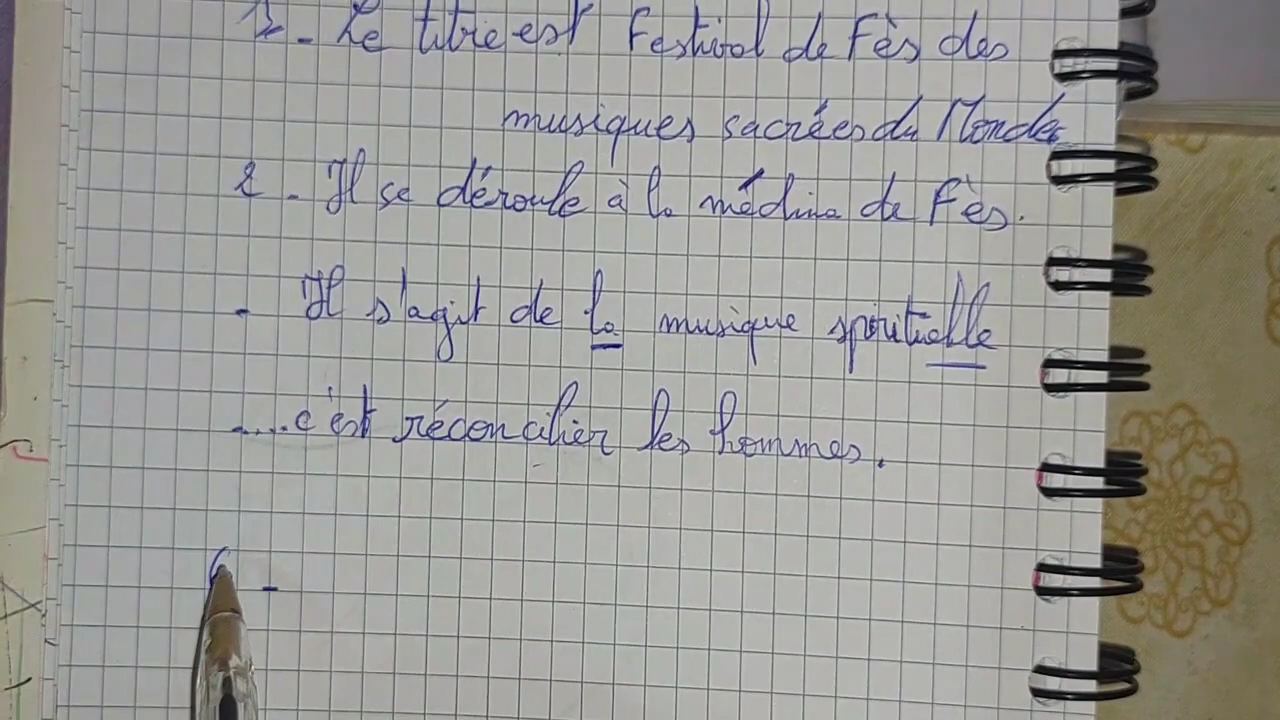 1. Le titre est Festival de Fès des
musiques sacrées du Monde
2. Il se déroule à la médina de Fès.
- Il s'agit de la musique spirituelle
....c'est réconcilier les hommes.
-